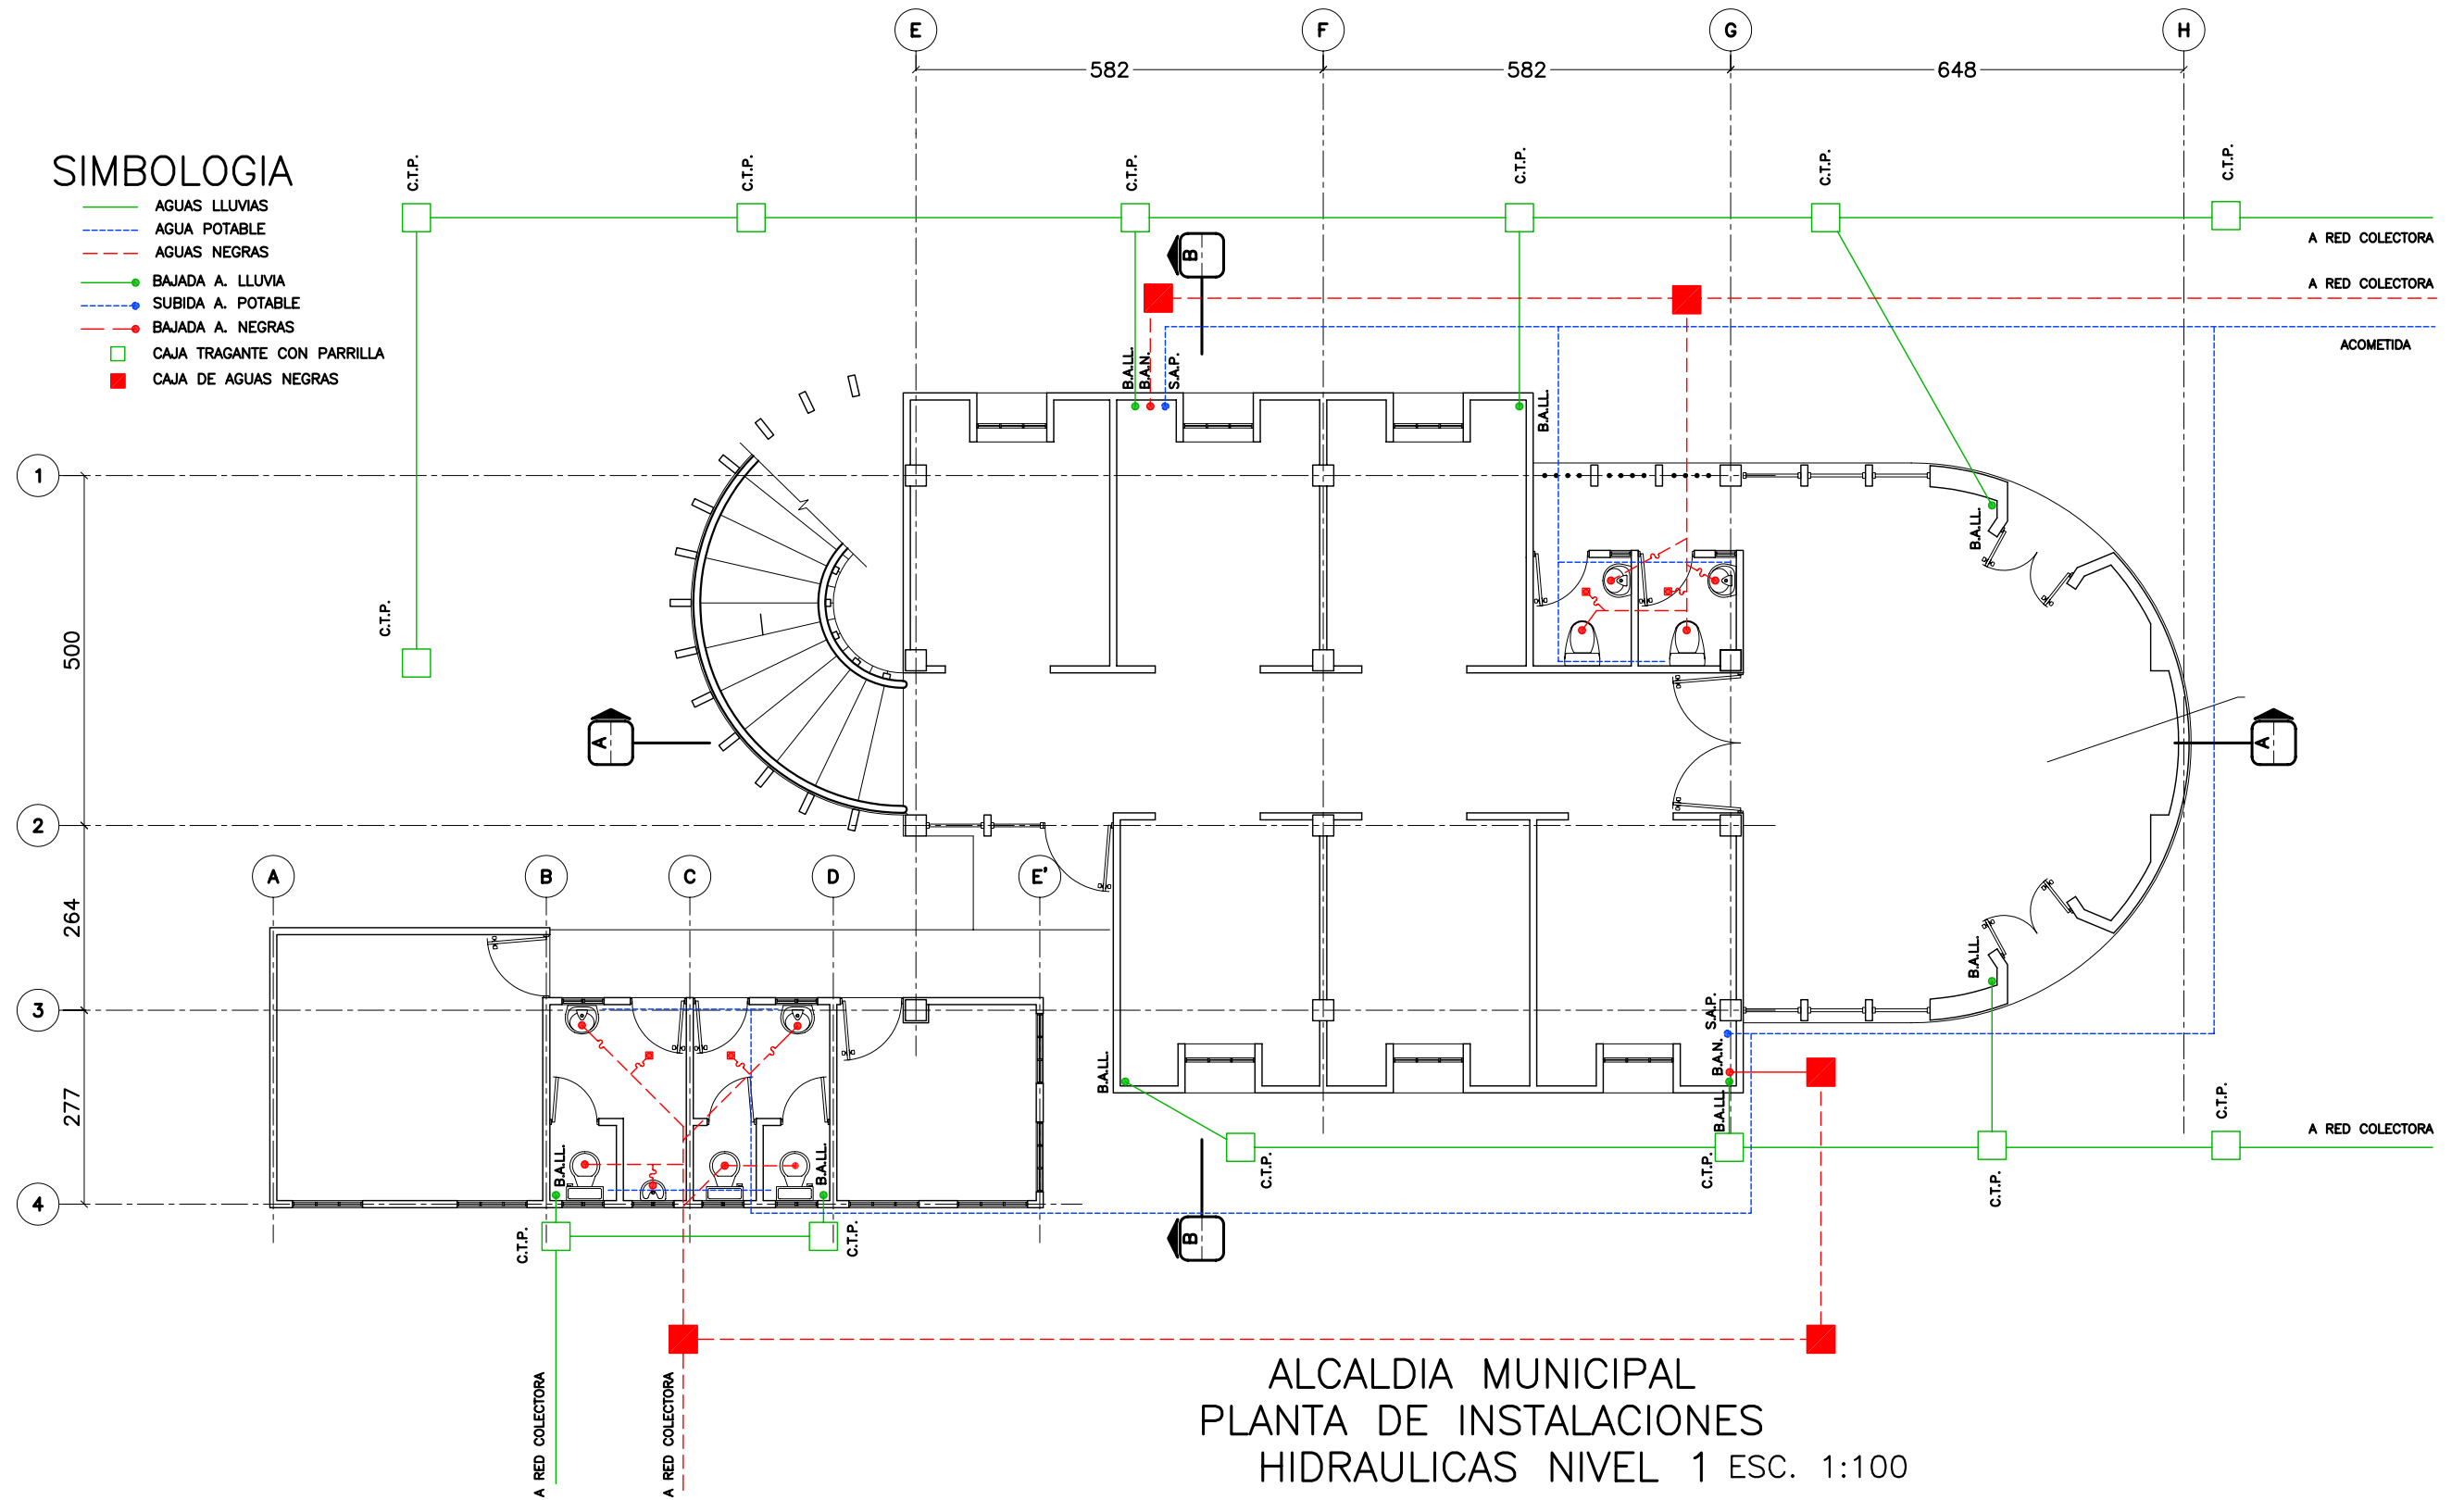 E F G H
582 582 648
SIMBOLOGIA
AGUAS LLUVIAS
AGUA POTABLE
AGUAS NEGRAS
BAJADA A. LLUVIA
SUBIDA A. POTABLE
BAJADA A. NEGRAS
CAJA TRAGANTE CON PARRILLA
CAJA DE AGUAS NEGRAS
C.T.P. C.T.P. C.T.P. C.T.P. C.T.P. C.T.P.
A RED COLECTORA
B
A RED COLECTORA
ACOMETIDA
B.A.LL. B.A.N. S.A.P.
B.A.LL.
1
B.A.LL.
C.T.P.
500
A A
2
A B C D E'
264
B.A.LL.
3
S.A.P.
B.A.N.
B.A.LL.
B.A.LL.
277
C.T.P.
A RED COLECTORA
B.A.LL. B.A.LL.
C.T.P. C.T.P. C.T.P.
4
C.T.P. C.T.P.
B
A RED COLECTORA
A RED COLECTORA
ALCALDIA MUNICIPAL
PLANTA DE INSTALACIONES
HIDRAULICAS NIVEL 1 ESC. 1:100